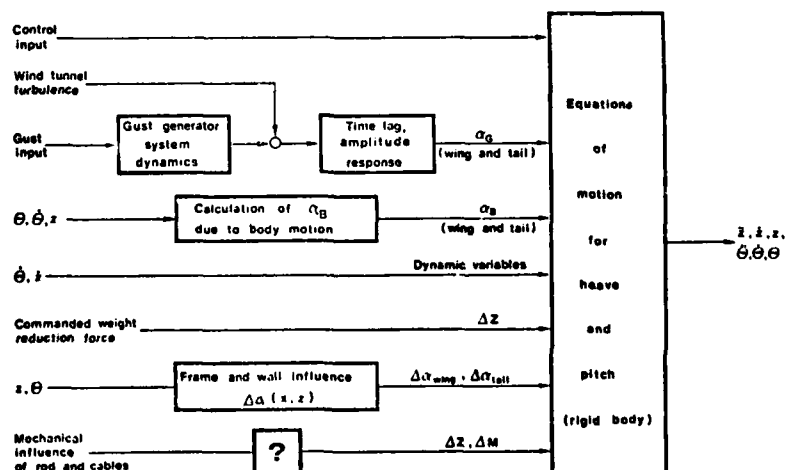 Control
input
Wind tunnel
turbulence
Gust
input
Gust generator
system
dynamics
Time lag,
amplitude
response
α_G
(wing and tail)
θ, θ̇, z
Calculation of α_B
due to body motion
α_B
(wing and tail)
θ̇, ż
Dynamic variables
Commanded weight
reduction force
ΔZ
z, θ
Frame and wall influence
Δα (x, z)
Δα_wing, Δα_tail
Mechanical
influence
of rod and cables
?
ΔZ, ΔM
Equations
of
motion
for
heave
and
pitch
(rigid body)
z̈, ż, z,
θ̈, θ̇, θ